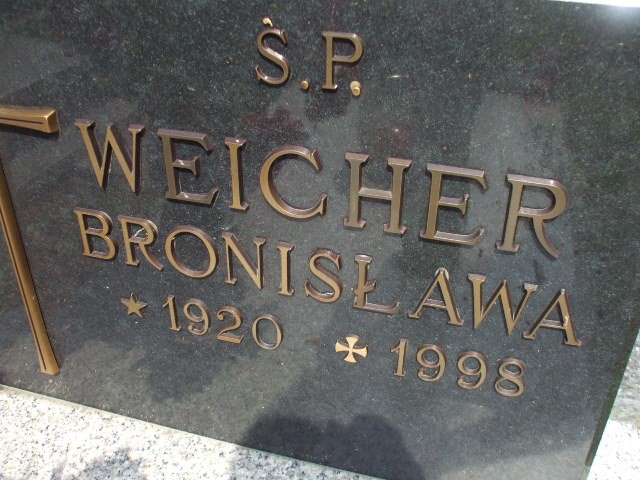 Ś.P.
WEICHER
BRONISŁAWA
1920 1998